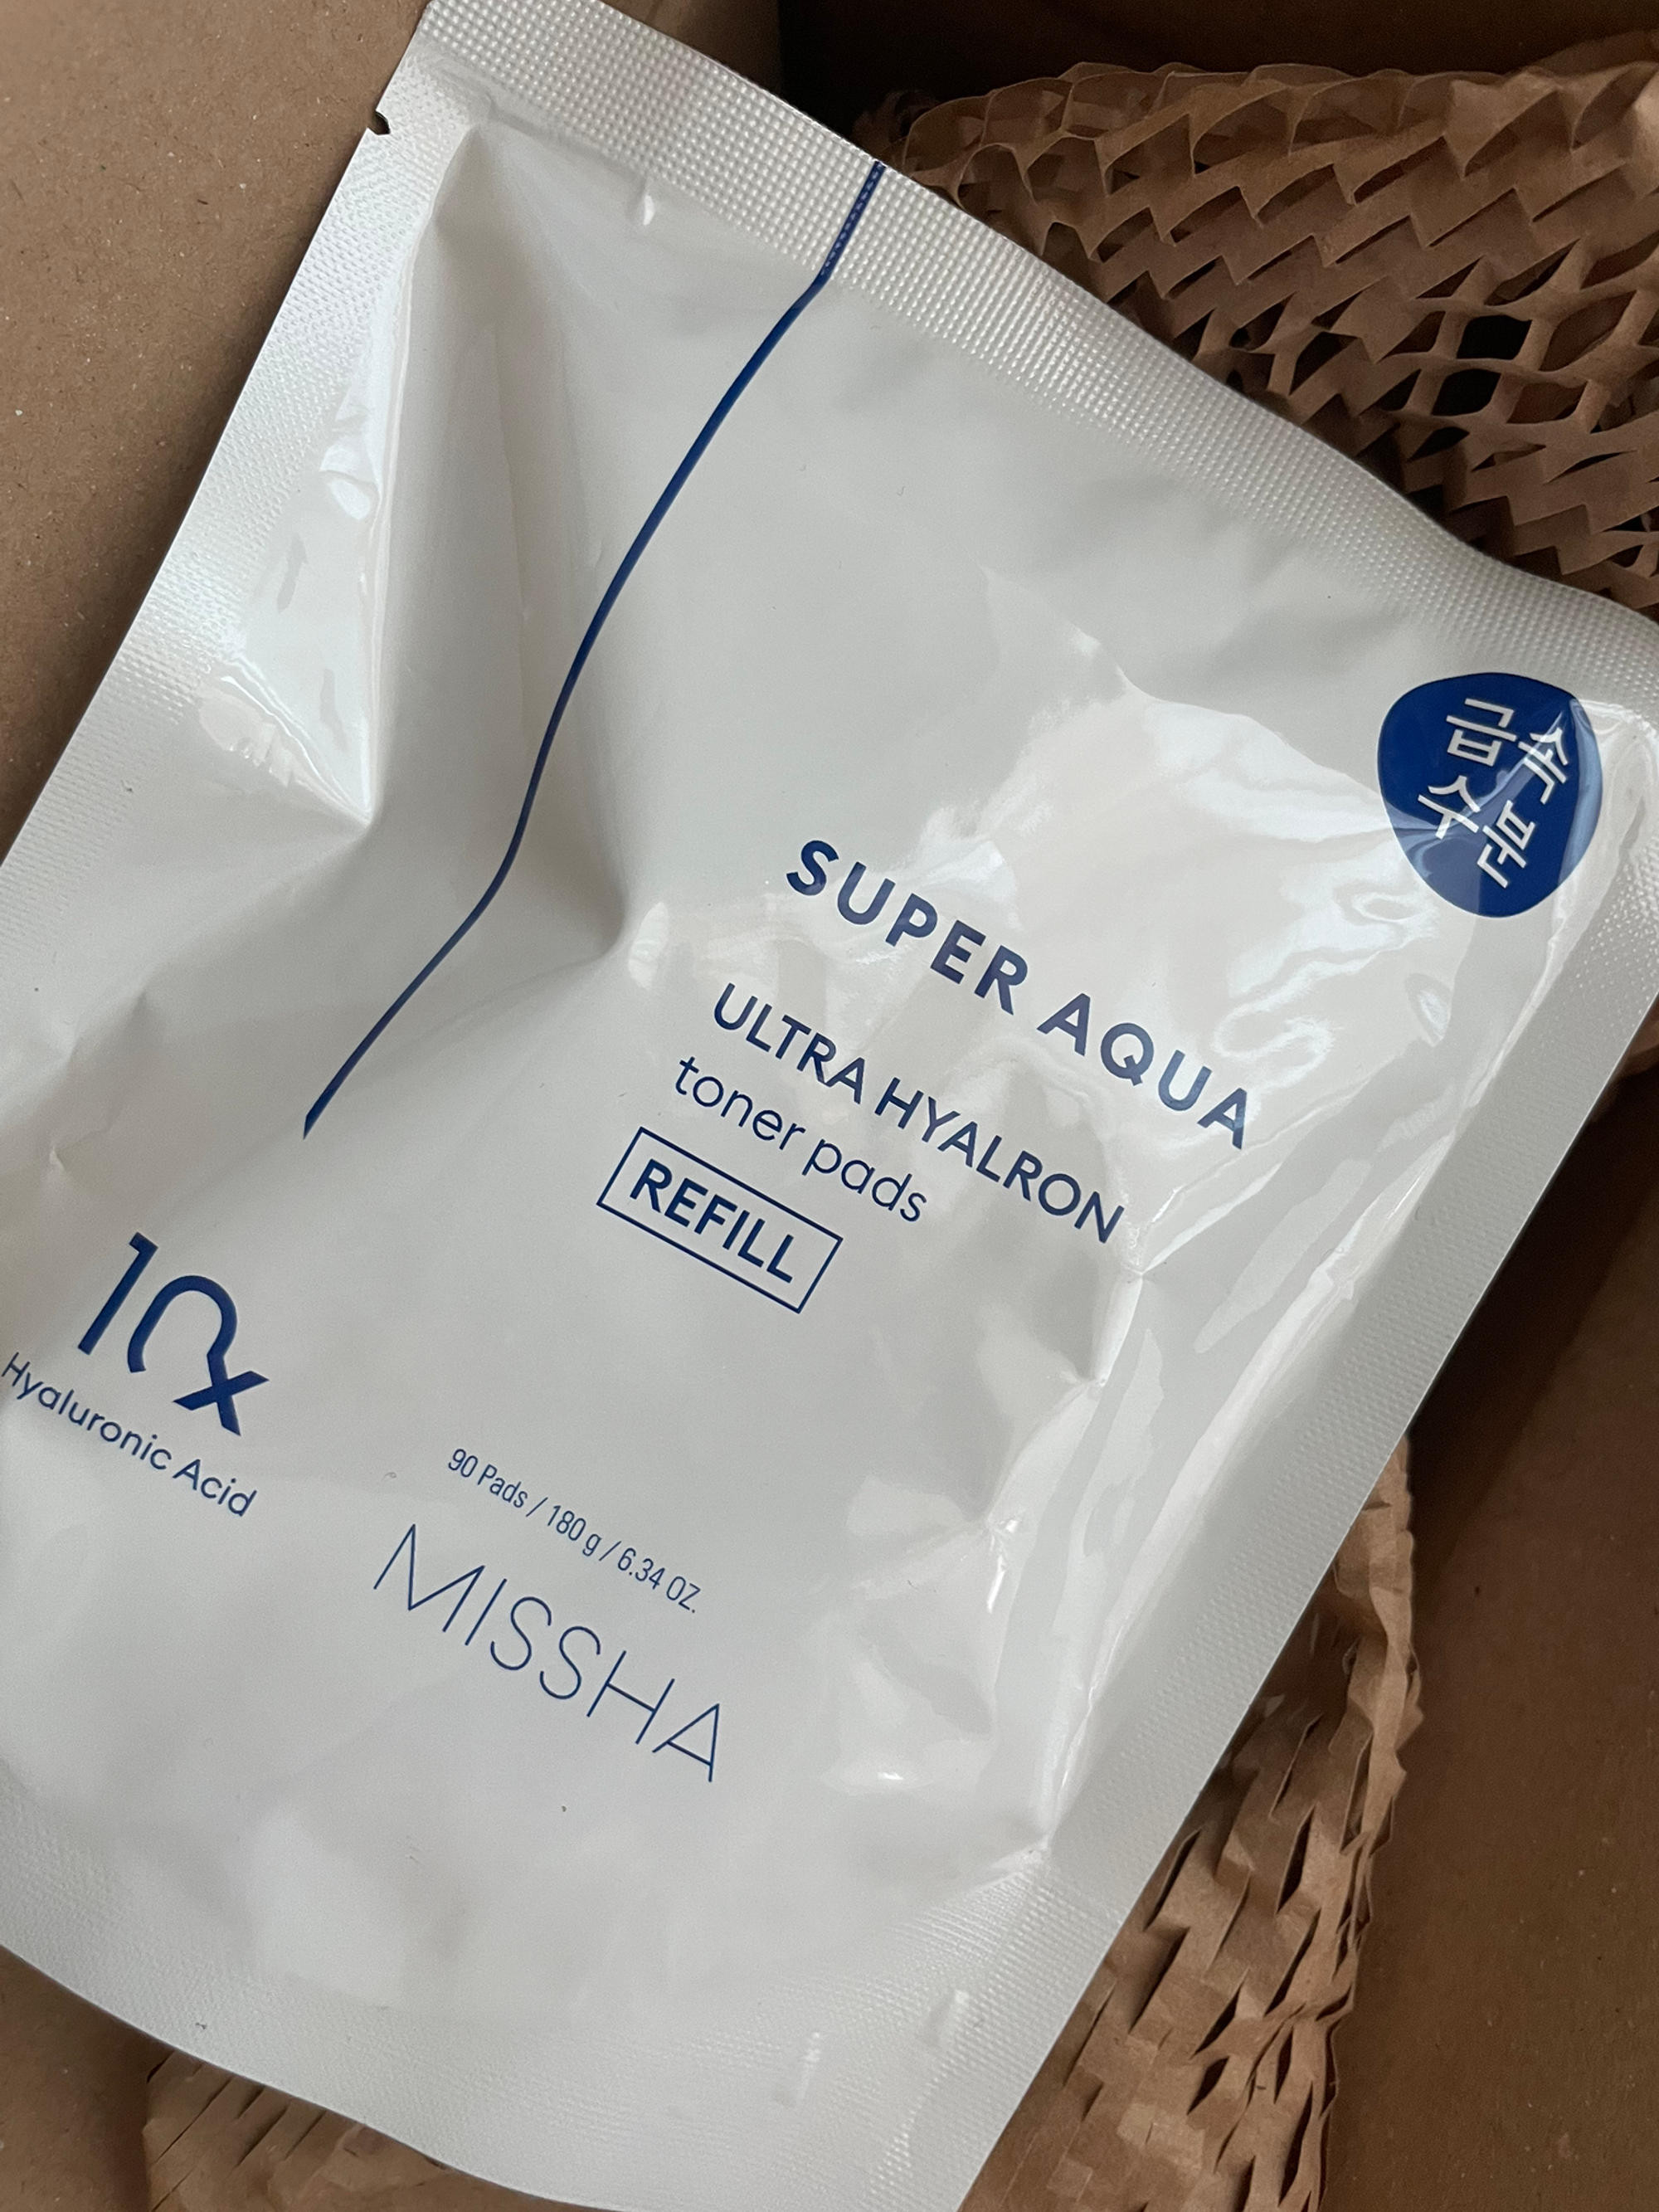 급속
수분
SUPER AQUA
ULTRA HYALRON
toner pads
REFILL
10x
Hyaluronic Acid
90 Pads / 180 g / 6.34 OZ.
MISSHA